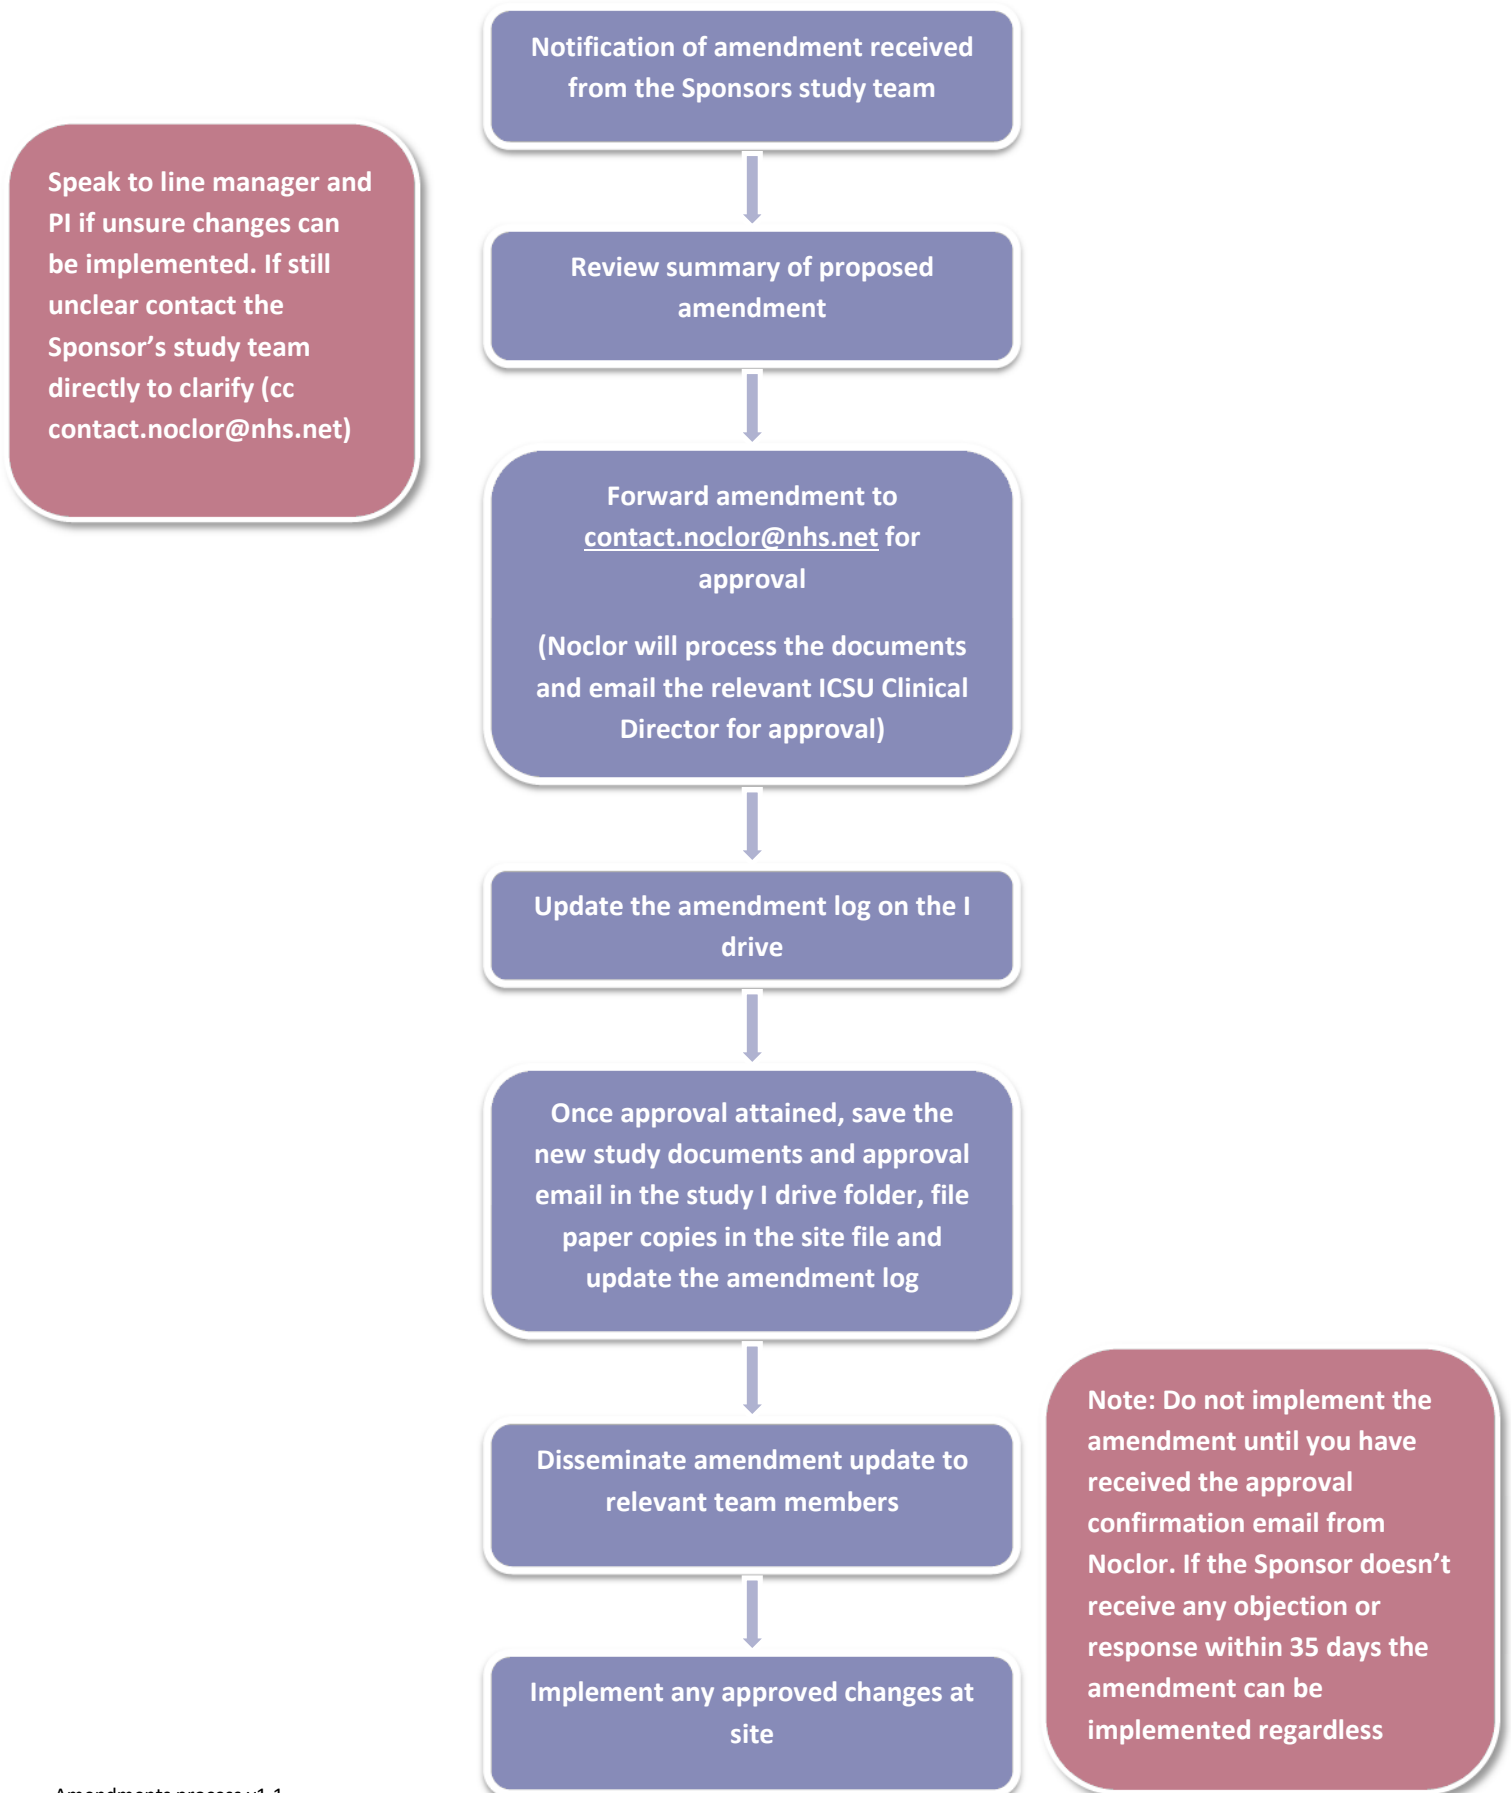 Notification of amendment received
from the Sponsors study team
Speak to line manager and
PI if unsure changes can
be implemented. If still
unclear contact the
Sponsor’s study team
directly to clarify (cc
contact.noclor@nhs.net)
Review summary of proposed
amendment
Forward amendment to
contact.noclor@nhs.net for
approval
(Noclor will process the documents
and email the relevant ICSU Clinical
Director for approval)
Update the amendment log on the I
drive
Once approval attained, save the
new study documents and approval
email in the study I drive folder, file
paper copies in the site file and
update the amendment log
Disseminate amendment update to
relevant team members
Note: Do not implement the
amendment until you have
received the approval
confirmation email from
Noclor. If the Sponsor doesn’t
receive any objection or
response within 35 days the
amendment can be
implemented regardless
Implement any approved changes at
site
Amendments process v1.1